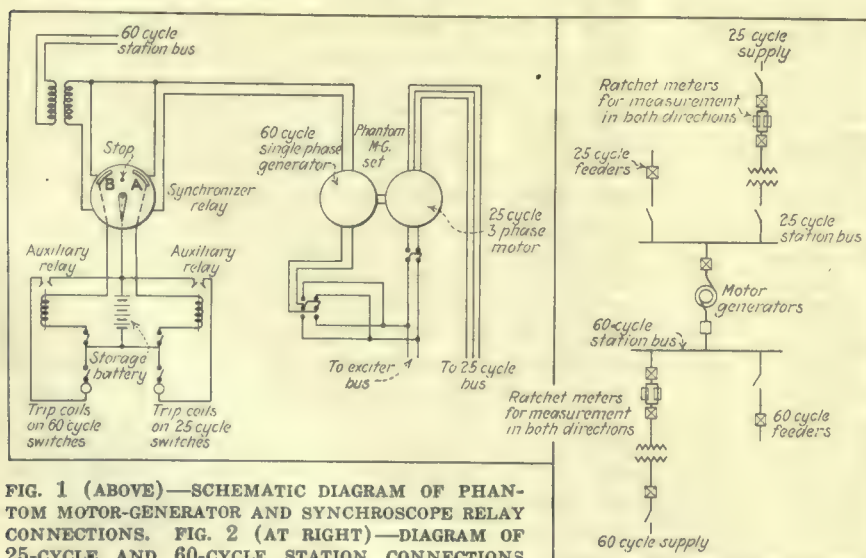 60 cycle
station bus
Stop
B A
Synchronizer
relay
60 cycle
single phase
generator
Phantom
M-G.
set
25 cycle
3 phase
motor
Auxiliary
relay
Auxiliary
relay
Storage
battery
Trip coils
on 60 cycle
switches
Trip coils
on 25 cycle
switches
To exciter
bus
To 25 cycle
bus
FIG. 1 (ABOVE)—SCHEMATIC DIAGRAM OF PHAN-
TOM MOTOR-GENERATOR AND SYNCHROSCOPE RELAY
CONNECTIONS. FIG. 2 (AT RIGHT)—DIAGRAM OF
25-CYCLE AND 60-CYCLE STATION CONNECTIONS
25 cycle
supply
Ratchet meters
for measurement
in both directions
25 cycle
feeders
25 cycle
station bus
Motor
generators
60-cycle
station bus
Ratchet meters
for measurement
in both directions
60 cycle
feeders
60 cycle supply